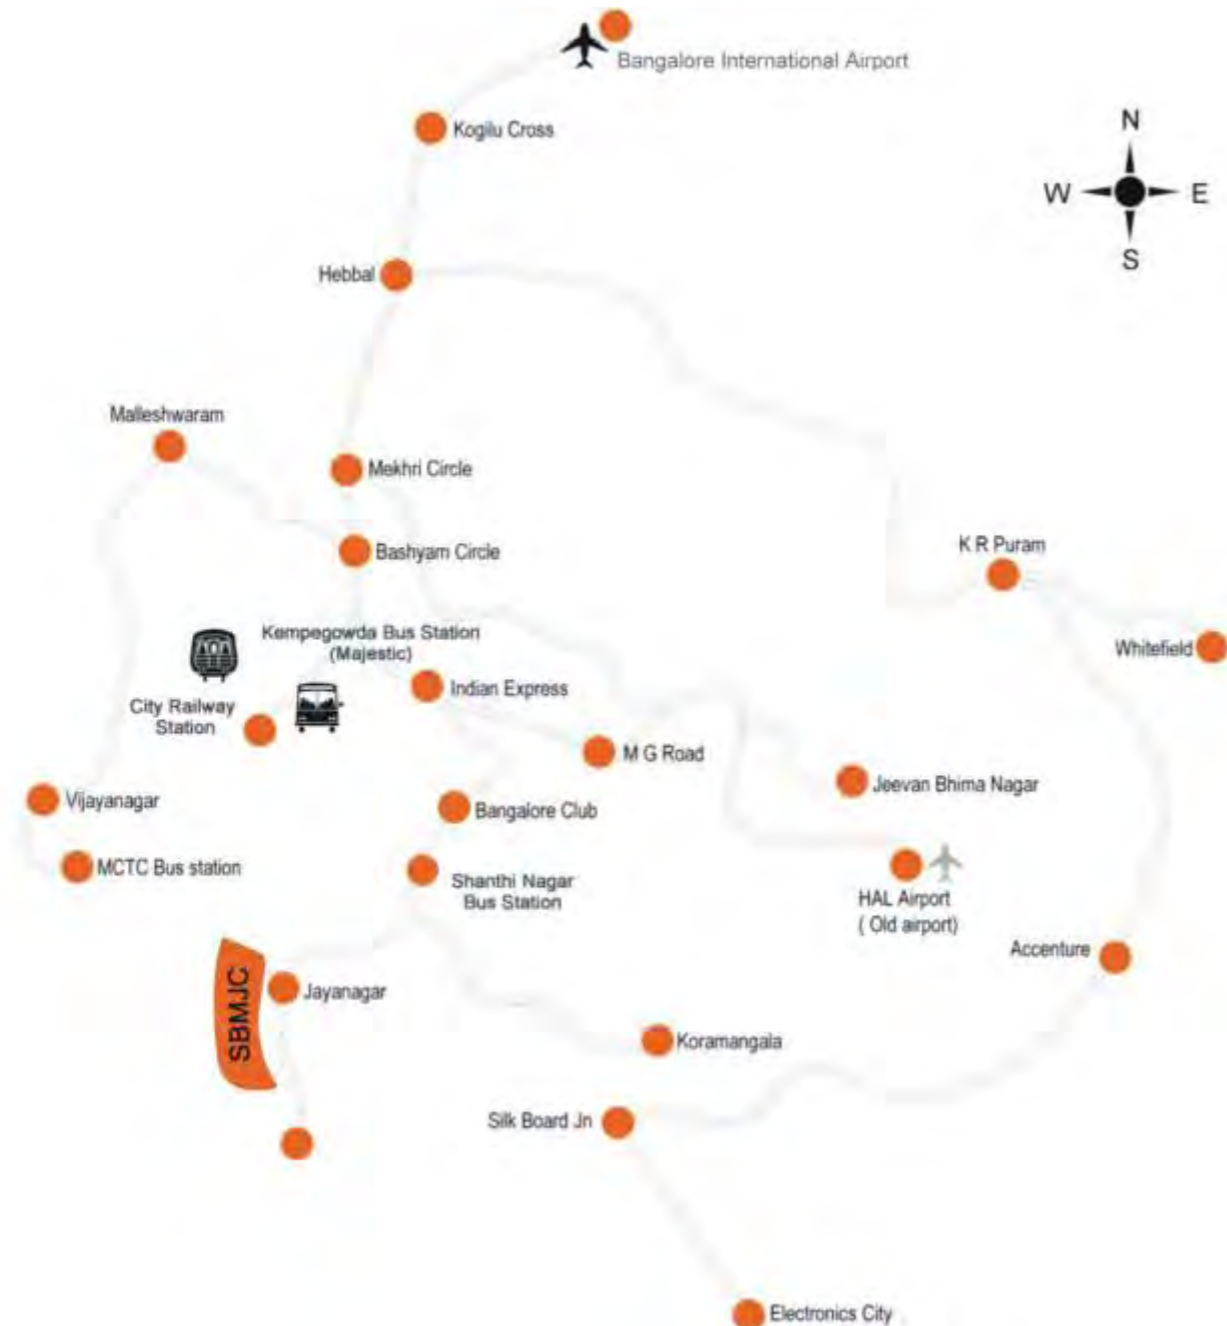 Bangalore International Airport
Kogilu Cross
N
W E
S
Hebbal
Malleshwaram
Mekhri Circle
K R Puram
Bashyam Circle
Kempegowda Bus Station
(Majestic)
Whitefield
Indian Express
City Railway
Station
M G Road
Jeevan Bhima Nagar
Vijayanagar
Bangalore Club
MCTC Bus station
Shanthi Nagar
Bus Station
HAL Airport
( Old airport)
Accenture
SBMJC
Jayanagar
Koramangala
Silk Board Jn
Electronics City